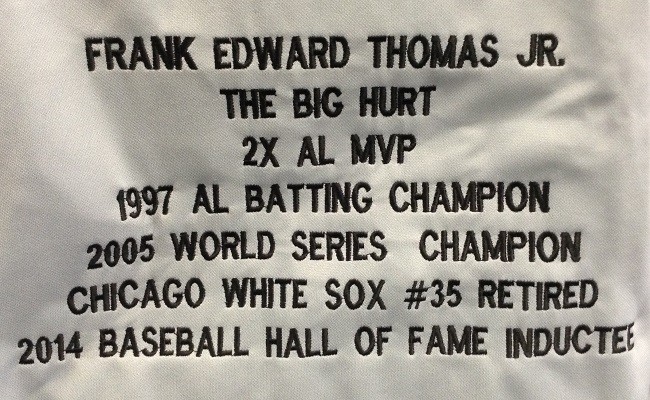 FRANK EDWARD THOMAS JR.
THE BIG HURT
2X AL MVP
1997 AL BATTING CHAMPION
2005 WORLD SERIES CHAMPION
CHICAGO WHITE SOX #35 RETIRED
2014 BASEBALL HALL OF FAME INDUCTEE